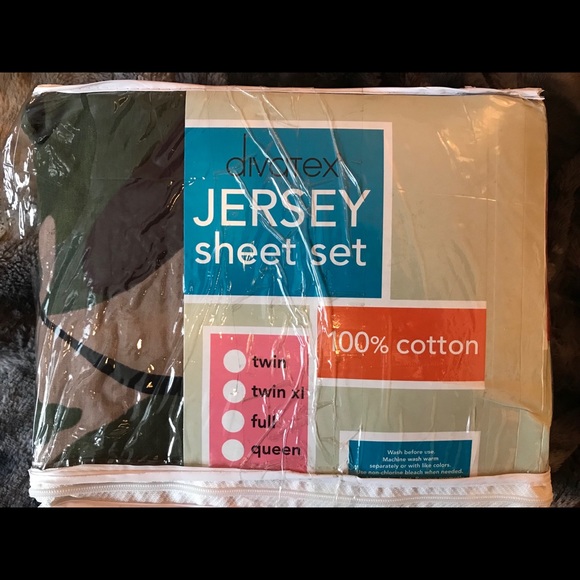 divatex
JERSEY
sheet set
100% cotton
twin
twin xl
full
queen
Wash before use.
Machine wash warm
separately or with like colors.
non-chlorine bleach when needed.